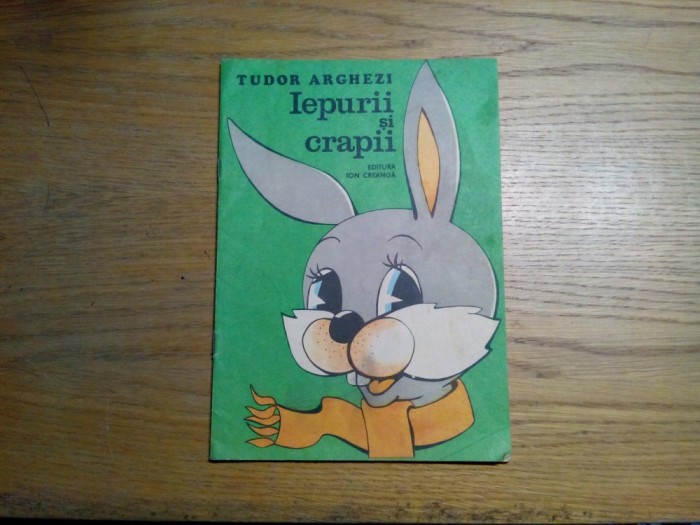 TUDOR ARGHEZI
Iepurii
și
crapii
EDITURA
ION CREANGĂ